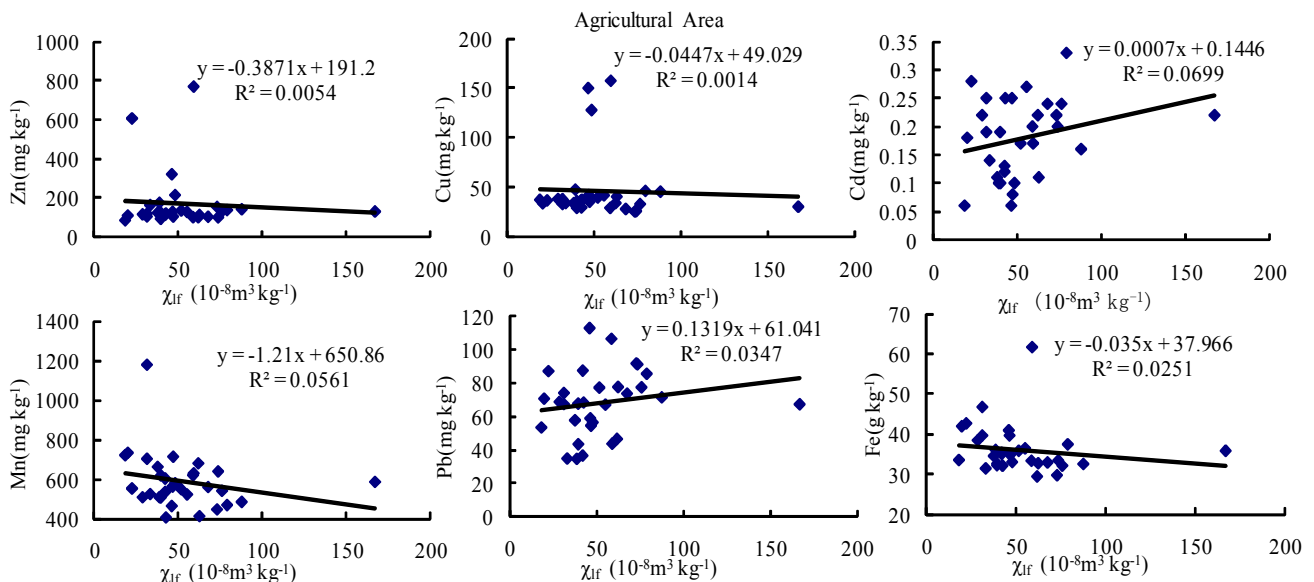 Agricultural Area
Zn(mg kg⁻¹)
1000
800
600
400
200
0
y = -0.3871x + 191.2
R² = 0.0054
0 50 100 150 200
χlf (10⁻⁸m³ kg⁻¹)
Cu(mg kg⁻¹)
200
150
100
50
0
y = -0.0447x + 49.029
R² = 0.0014
0 50 100 150 200
χlf (10⁻⁸m³ kg⁻¹)
Cd(mg kg⁻¹)
0.35
0.3
0.25
0.2
0.15
0.1
0.05
0
y = 0.0007x + 0.1446
R² = 0.0699
0 50 100 150 200
χlf (10⁻⁸m³ kg⁻¹)
Mn(mg kg⁻¹)
1400
1200
1000
800
600
400
y = -1.21x + 650.86
R² = 0.0561
0 50 100 150 200
χlf (10⁻⁸m³ kg⁻¹)
Pb(mg kg⁻¹)
120
100
80
60
40
20
0
y = 0.1319x + 61.041
R² = 0.0347
0 50 100 150 200
χlf (10⁻⁸m³ kg⁻¹)
Fe(g kg⁻¹)
70
60
50
40
30
20
y = -0.035x + 37.966
R² = 0.0251
0 50 100 150 200
χlf (10⁻⁸m³ kg⁻¹)